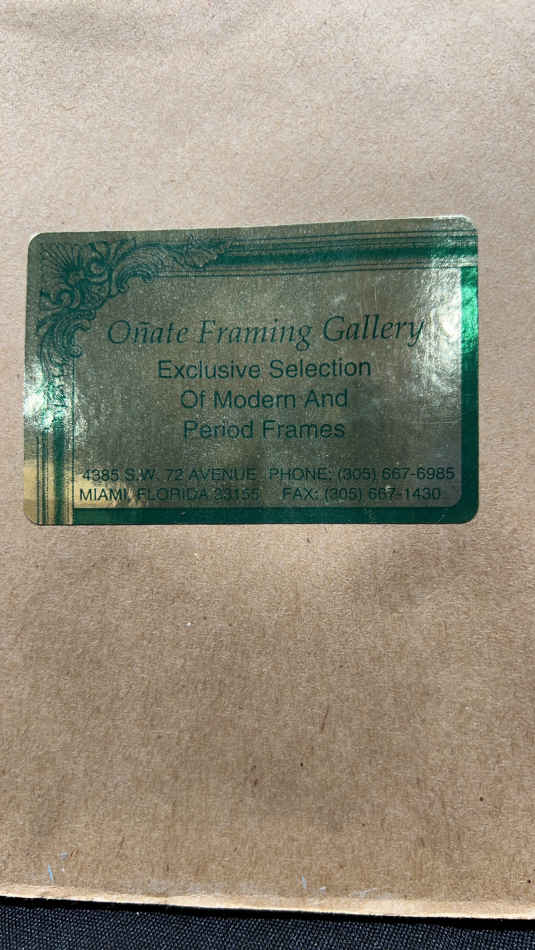 Oñate Framing Gallery
Exclusive Selection
Of Modern And
Period Frames
4385 S.W. 72 AVENUE PHONE: (305) 667-6985
MIAMI, FLORIDA 33155 FAX: (305) 667-1430